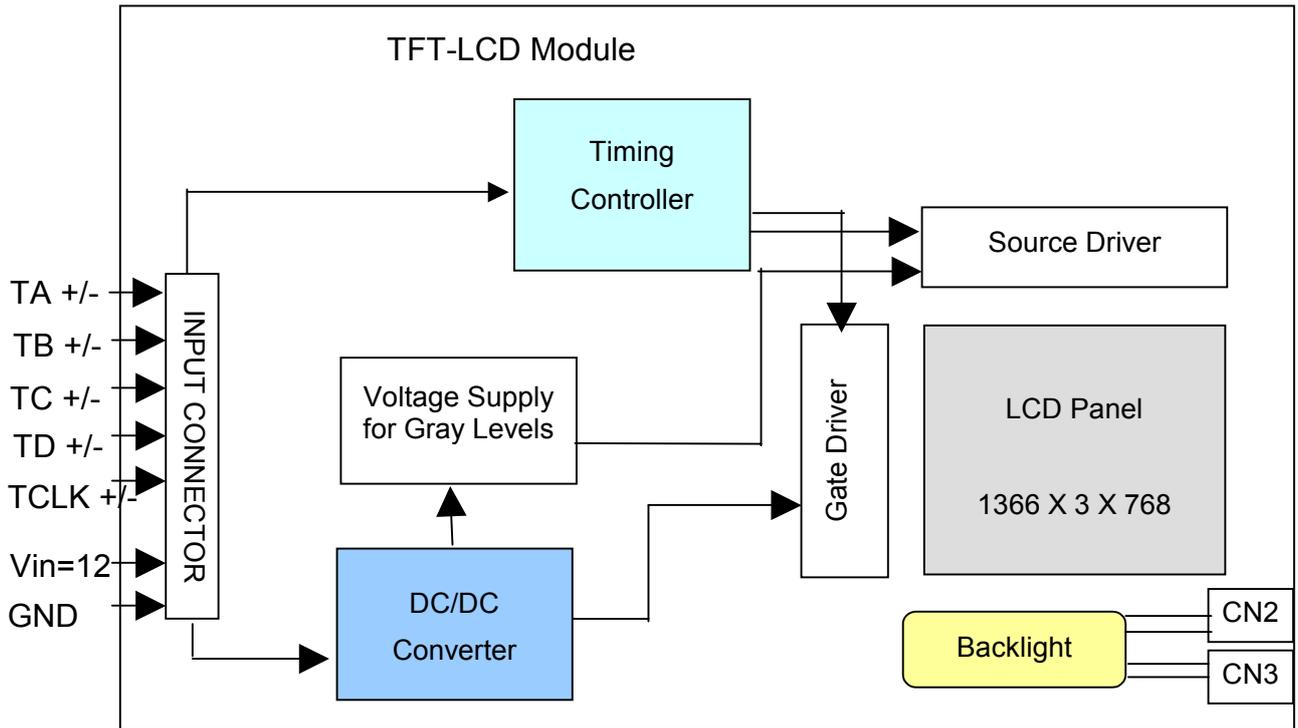 TFT-LCD Module
Timing
Controller
Source Driver
TA +/-
TB +/-
TC +/-
TD +/-
TCLK +/-
Vin=12
GND
INPUT CONNECTOR
Voltage Supply
for Gray Levels
Gate Driver
LCD Panel
1366 X 3 X 768
DC/DC
Converter
Backlight
CN2
CN3